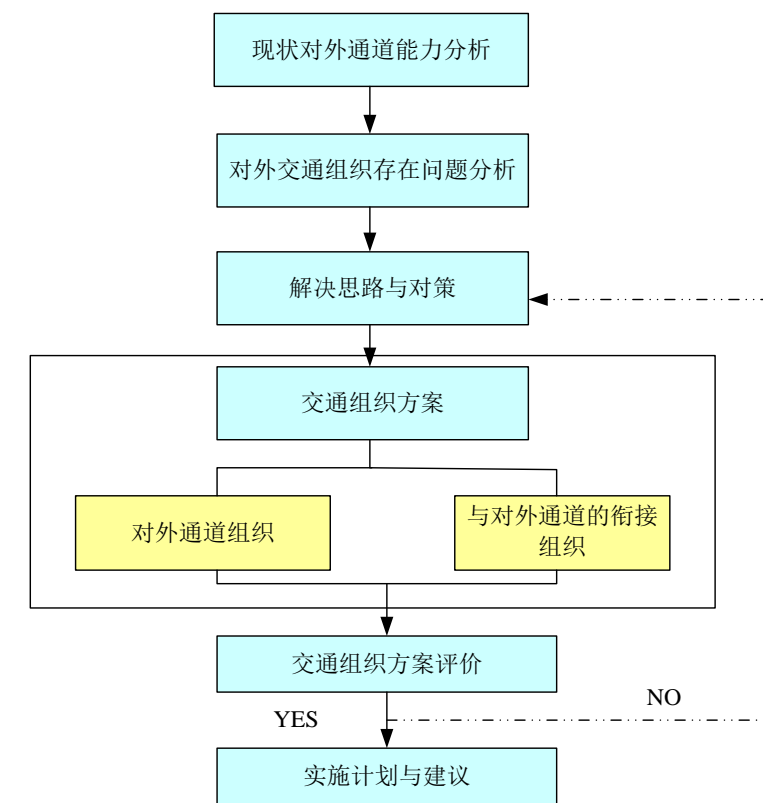 现状对外通道能力分析
对外交通组织存在问题分析
解决思路与对策
交通组织方案
对外通道组织
与对外通道的衔接
组织
交通组织方案评价
YES
NO
实施计划与建议